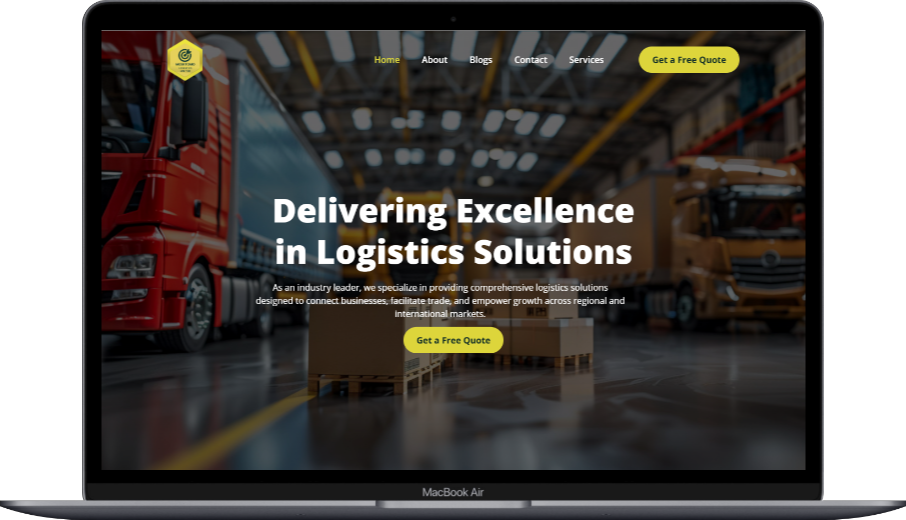 Home About Blogs Contact Services Get a Free Quote
Delivering Excellence
in Logistics Solutions
As an industry leader, we specialize in providing comprehensive logistics solutions
designed to connect businesses, facilitate trade, and empower growth across regional and
international markets.
Get a Free Quote
MacBook Air